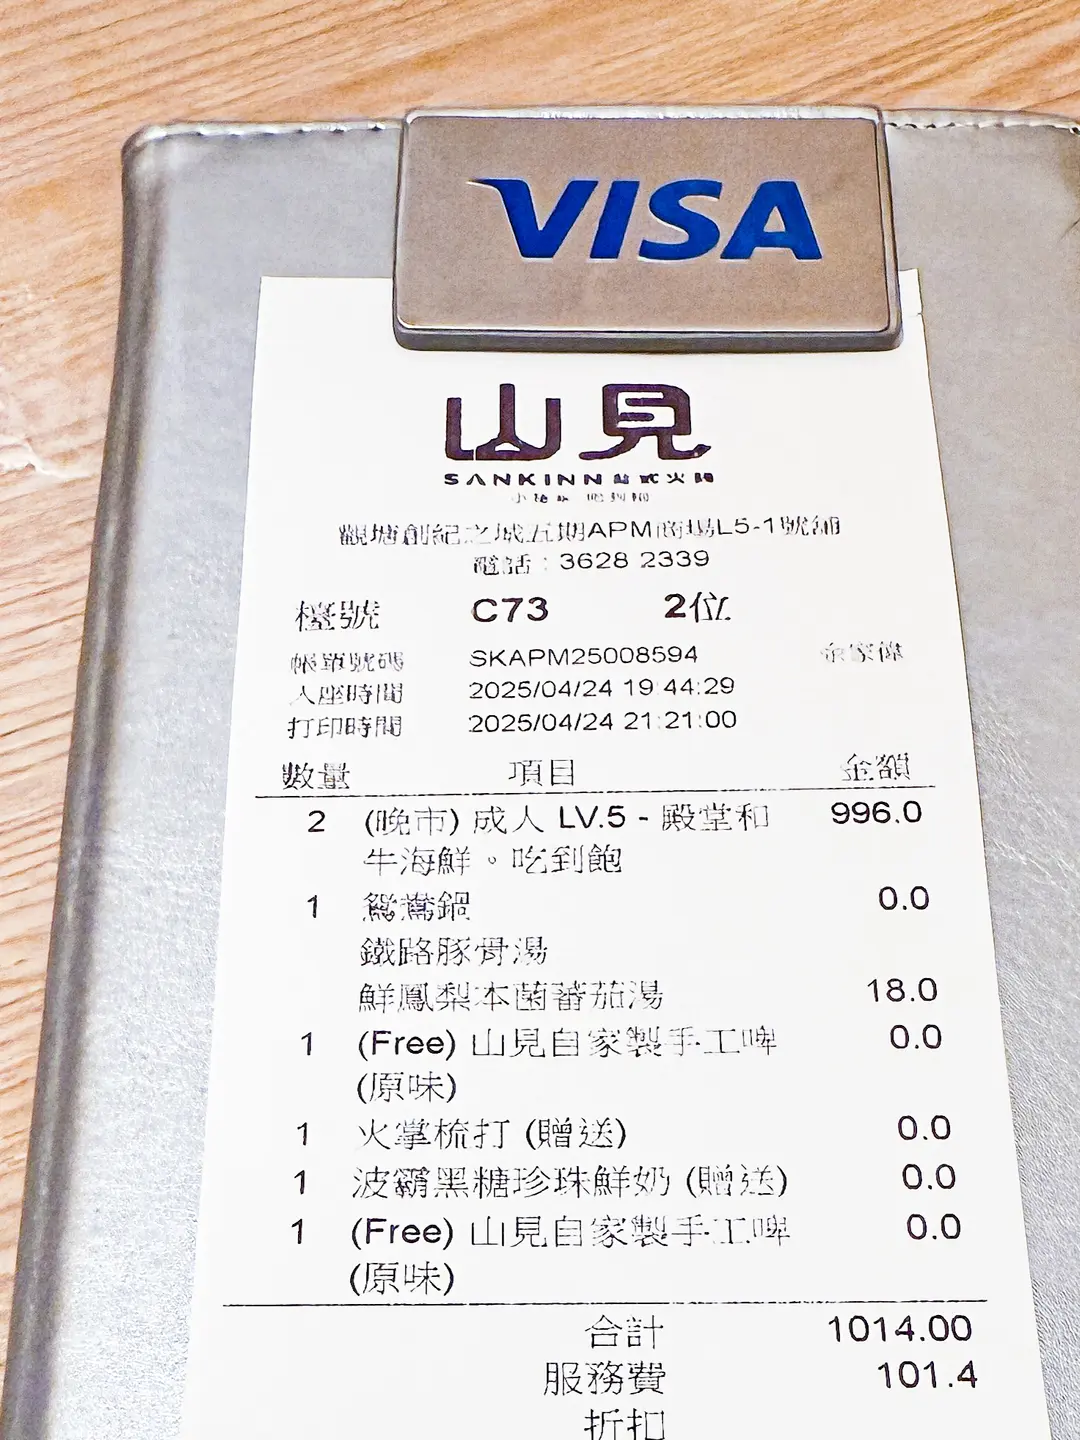 VISA
山見
SANKINN 台式火鍋
觀塘創紀之城五期APM商場L5-1號舖
電話：3628 2339
檯號 C73 2位
帳單號碼 SKAPM25008594 余家偉
入座時間 2025/04/24 19:44:29
打印時間 2025/04/24 21:21:00
數量 項目 金額
2 (晚市) 成人 LV.5 - 殿堂和 996.0
牛海鮮。吃到飽
1 鴛鴦鍋 0.0
鐵路豚骨湯
鮮鳳梨本菌蕃茄湯 18.0
1 (Free) 山見自家製手工啤 0.0
(原味)
1 火掌梳打 (贈送) 0.0
1 波霸黑糖珍珠鮮奶 (贈送) 0.0
1 (Free) 山見自家製手工啤 0.0
(原味)
合計 1014.00
服務費 101.4
折扣